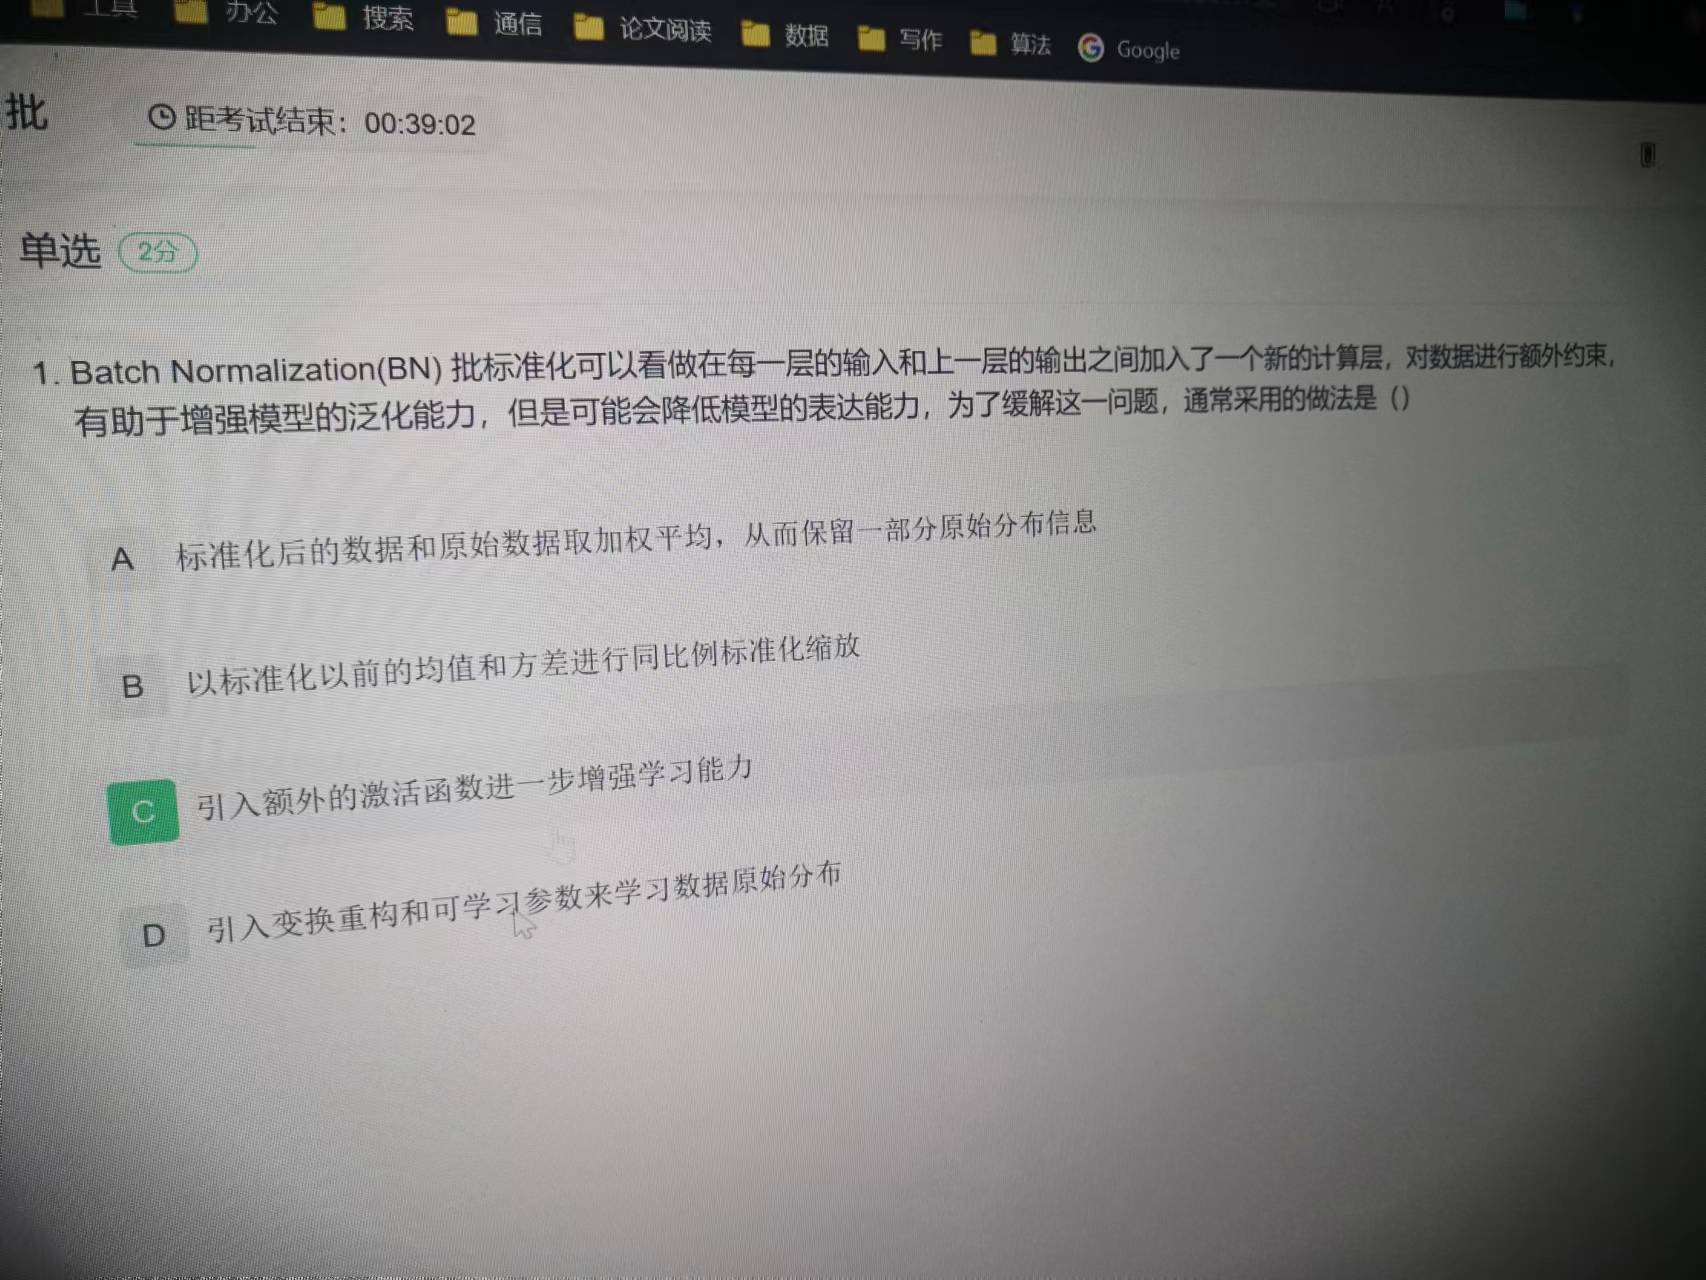 工具 办公 搜索 通信 论文阅读 数据 写作 算法 Google
批 距考试结束：00:39:02
单选 2分
1. Batch Normalization(BN) 批标准化可以看做在每一层的输入和上一层的输出之间加入了一个新的计算层，对数据进行额外约束，
有助于增强模型的泛化能力，但是可能会降低模型的表达能力，为了缓解这一问题，通常采用的做法是（）
A 标准化后的数据和原始数据取加权平均，从而保留一部分原始分布信息
B 以标准化以前的均值和方差进行同比例标准化缩放
C 引入额外的激活函数进一步增强学习能力
D 引入变换重构和可学习参数来学习数据原始分布